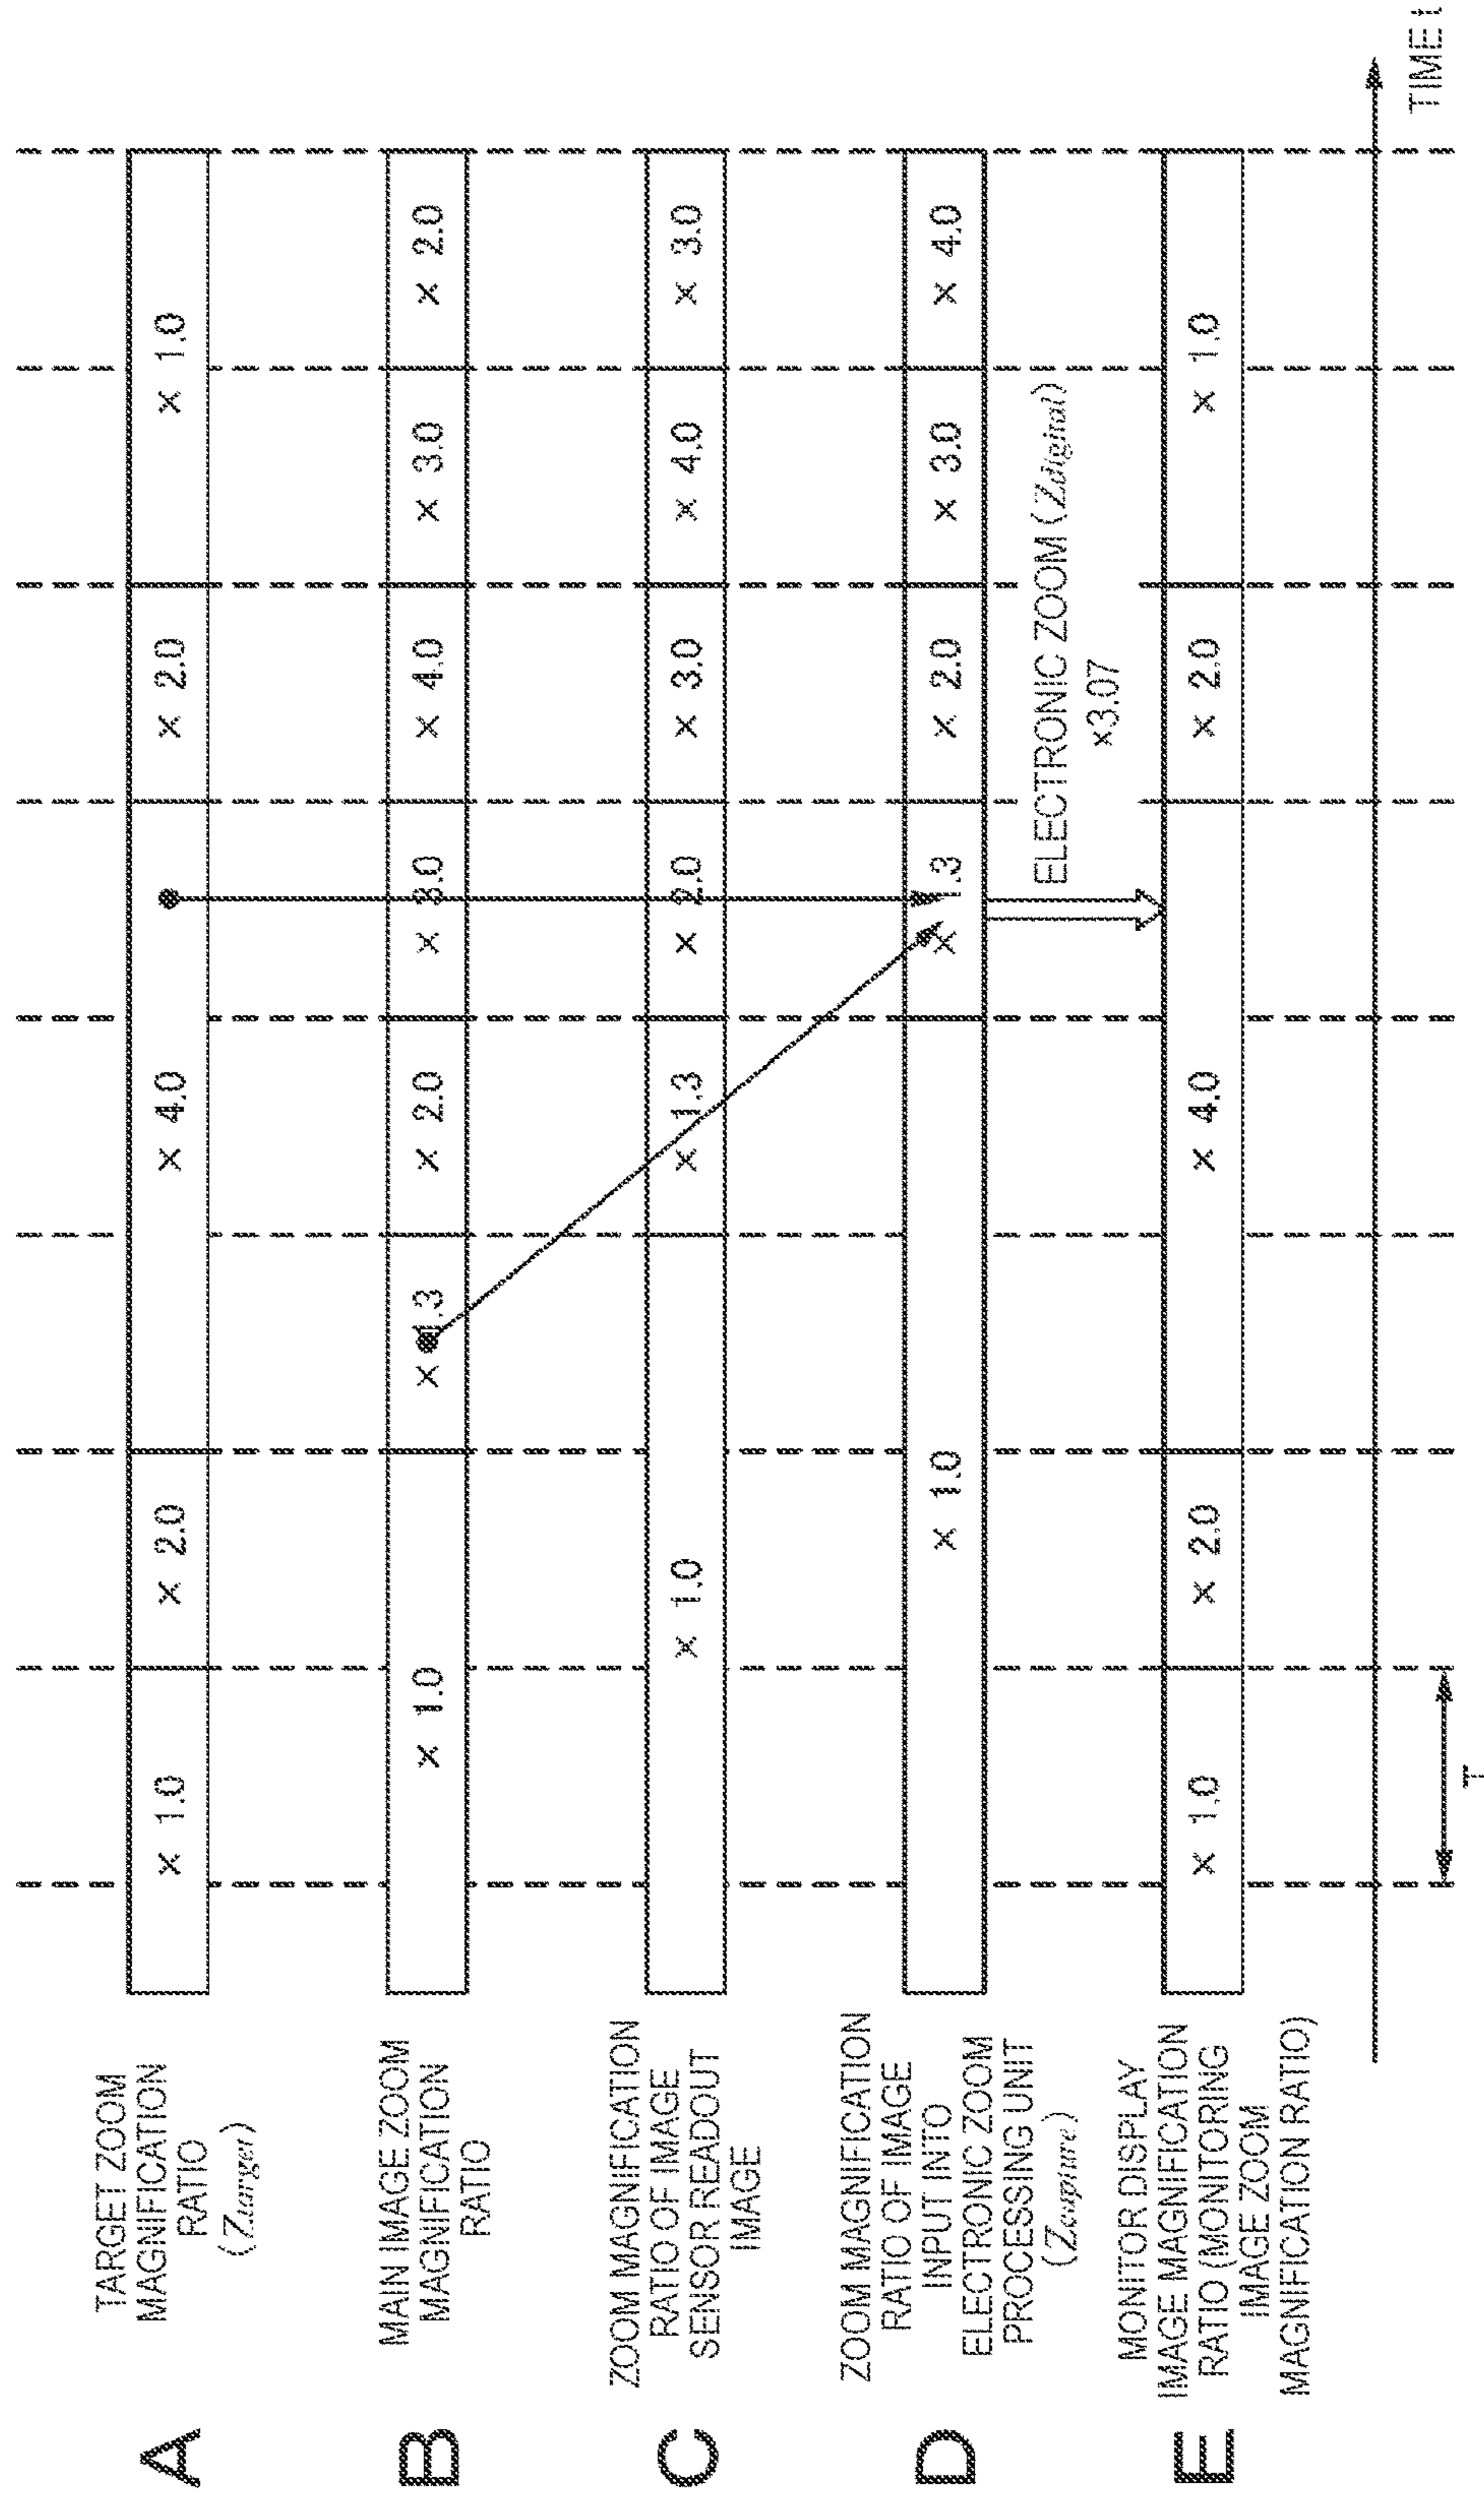 A
TARGET ZOOM
MAGNIFICATION
RATIO
(Ztarget)
× 1.0
× 2.0
× 4.0
× 2.0
× 1.0
B
MAIN IMAGE ZOOM
MAGNIFICATION
RATIO
× 1.0
× 1.3
× 2.0
× 3.0
× 4.0
× 3.0
× 2.0
C
ZOOM MAGNIFICATION
RATIO OF IMAGE
SENSOR READOUT
IMAGE
× 1.0
× 1.3
× 2.0
× 3.0
× 4.0
× 3.0
D
ZOOM MAGNIFICATION
RATIO OF IMAGE
INPUT INTO
ELECTRONIC ZOOM
PROCESSING UNIT
(Zcapture)
× 1.0
× 1.3
× 2.0
× 3.0
× 4.0
ELECTRONIC ZOOM (Zdigital)
×3.07
E
MONITOR DISPLAY
IMAGE MAGNIFICATION
RATIO (MONITORING
IMAGE ZOOM
MAGNIFICATION RATIO)
× 1.0
× 2.0
× 4.0
× 2.0
× 1.0
TIME t
T